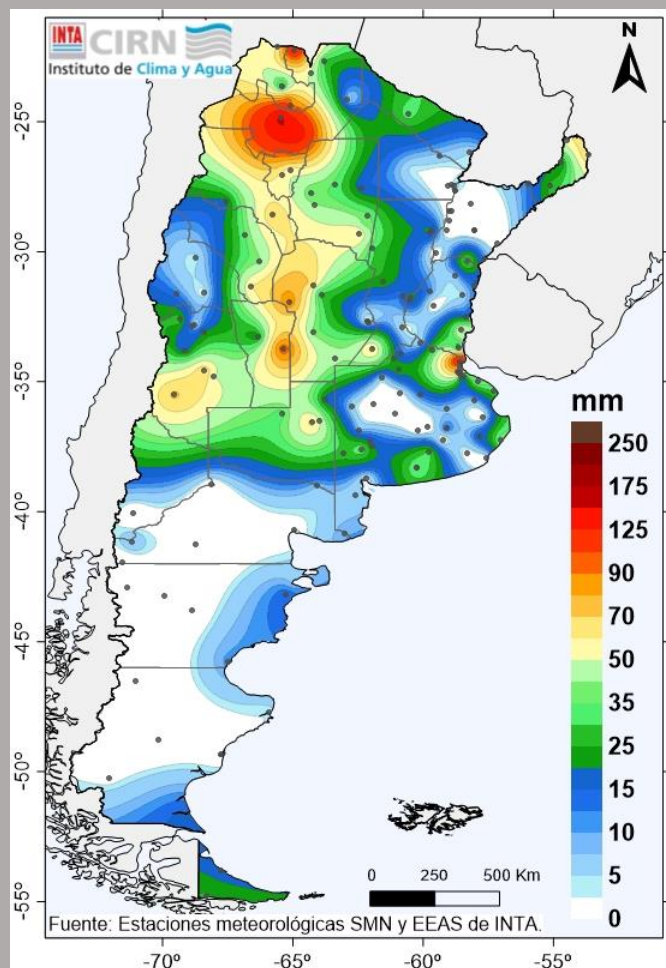 INTA CIRN
Instituto de Clima y Agua
N
-25°
-30°
-35°
-40°
-45°
-50°
-55°
mm
250
175
125
90
70
50
35
25
15
10
5
0
0 250 500 Km
Fuente: Estaciones meteorológicas SMN y EEAS de INTA.
-70° -65° -60° -55°